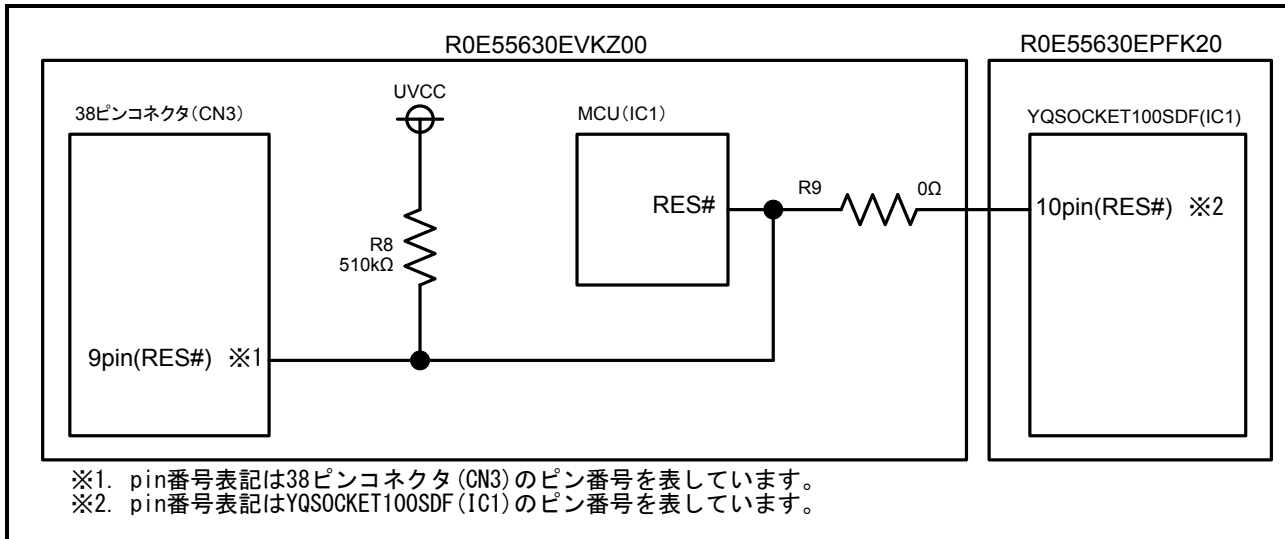 R0E55630EVKZ00
R0E55630EPFK20
38ピンコネクタ(CN3)
UVCC
MCU(IC1)
YQSOCKET100SDF(IC1)
RES#
R9
0Ω
10pin(RES#) ※2
R8
510kΩ
9pin(RES#) ※1
※1. pin番号表記は38ピンコネクタ(CN3)のピン番号を表しています。
※2. pin番号表記はYQSOCKET100SDF(IC1)のピン番号を表しています。